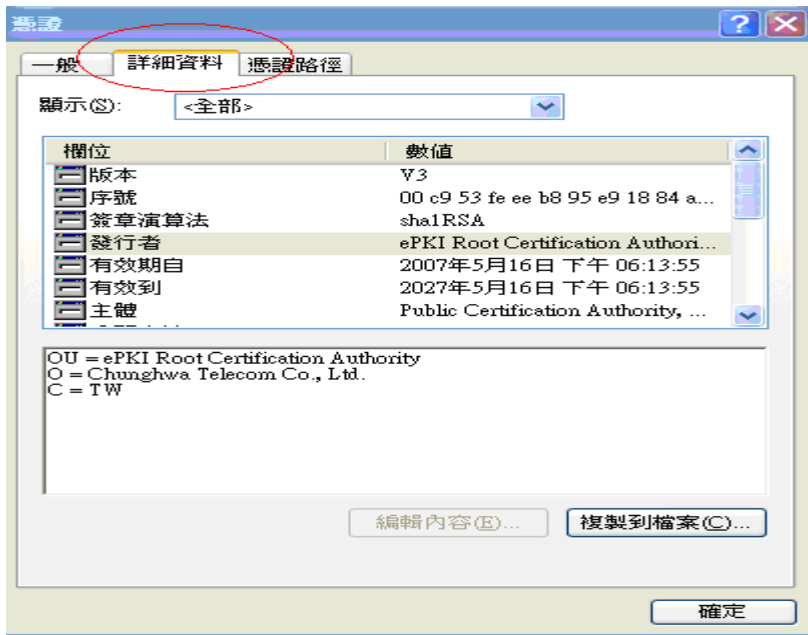 憑證
一般 詳細資料 憑證路徑
顯示(S): <全部>
欄位 數值
版本 V3
序號 00 c9 53 fe ee b8 95 e9 18 84 a...
簽章演算法 sha1RSA
發行者 ePKI Root Certification Authori...
有效期自 2007年5月16日 下午 06:13:55
有效到 2027年5月16日 下午 06:13:55
主體 Public Certification Authority, ...
OU = ePKI Root Certification Authority
O = Chunghwa Telecom Co., Ltd.
C = TW
編輯內容(E)... 複製到檔案(C)...
確定